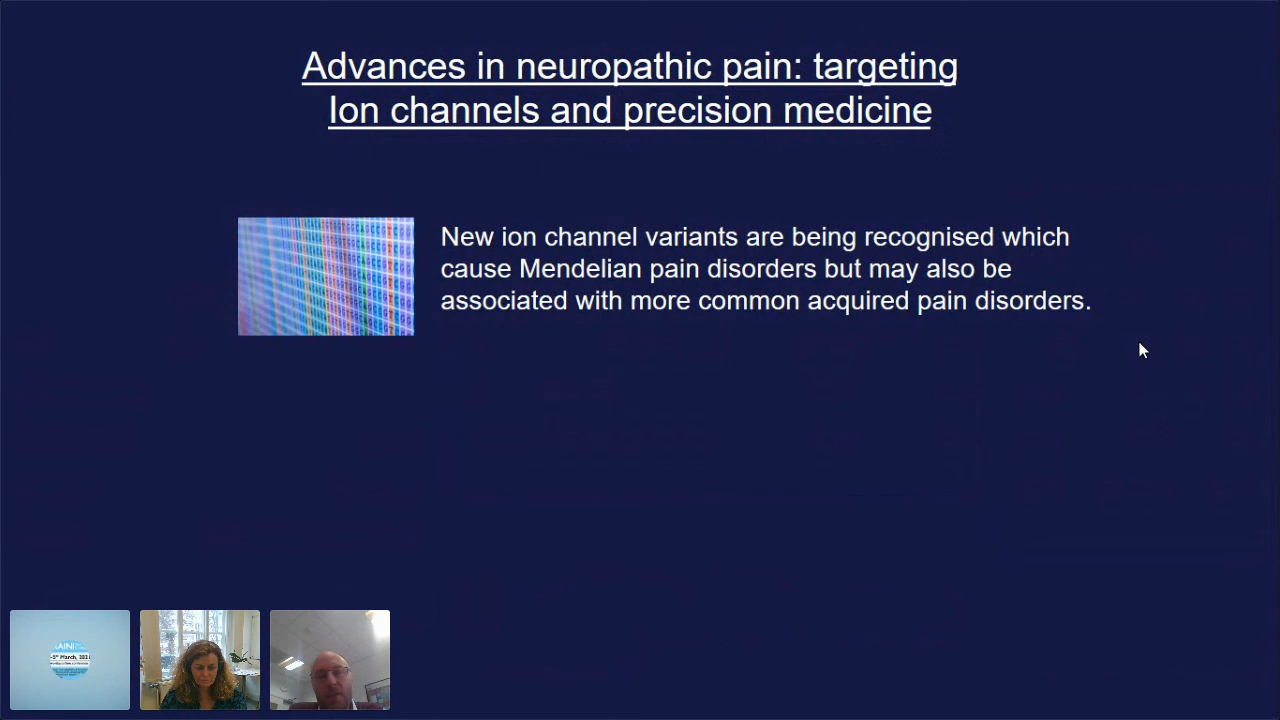 Advances in neuropathic pain: targeting
Ion channels and precision medicine
New ion channel variants are being recognised which
cause Mendelian pain disorders but may also be
associated with more common acquired pain disorders.